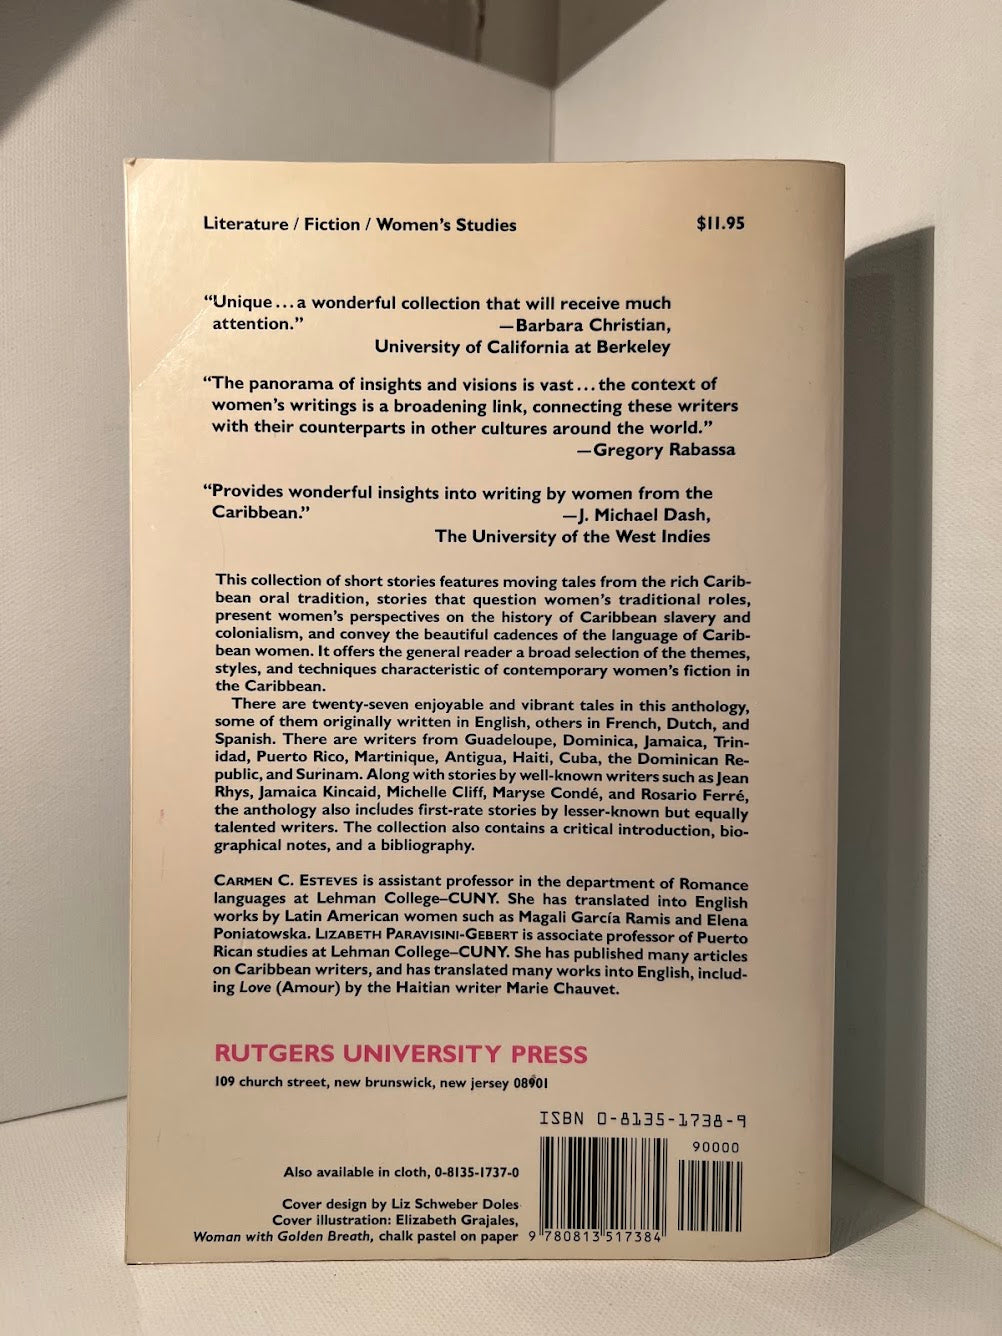 Literature / Fiction / Women's Studies $11.95
“Unique...a wonderful collection that will receive much
attention.” —Barbara Christian,
University of California at Berkeley
“The panorama of insights and visions is vast...the context of
women's writings is a broadening link, connecting these writers
with their counterparts in other cultures around the world.”
—Gregory Rabassa
“Provides wonderful insights into writing by women from the
Caribbean.” —J. Michael Dash,
The University of the West Indies
This collection of short stories features moving tales from the rich Carib-
bean oral tradition, stories that question women's traditional roles,
present women's perspectives on the history of Caribbean slavery and
colonialism, and convey the beautiful cadences of the language of Carib-
bean women. It offers the general reader a broad selection of the themes,
styles, and techniques characteristic of contemporary women's fiction in
the Caribbean.
There are twenty-seven enjoyable and vibrant tales in this anthology,
some of them originally written in English, others in French, Dutch, and
Spanish. There are writers from Guadeloupe, Dominica, Jamaica, Trin-
idad, Puerto Rico, Martinique, Antigua, Haiti, Cuba, the Dominican Re-
public, and Surinam. Along with stories by well-known writers such as Jean
Rhys, Jamaica Kincaid, Michelle Cliff, Maryse Condé, and Rosario Ferré,
the anthology also includes first-rate stories by lesser-known but equally
talented writers. The collection also contains a critical introduction, bio-
graphical notes, and a bibliography.
CARMEN C. ESTEVES is assistant professor in the department of Romance
languages at Lehman College–CUNY. She has translated into English
works by Latin American women such as Magali García Ramis and Elena
Poniatowska. LIZABETH PARAVISINI-GEBERT is associate professor of Puerto
Rican studies at Lehman College–CUNY. She has published many articles
on Caribbean writers, and has translated many works into English, includ-
ing Love (Amour) by the Haitian writer Marie Chauvet.
RUTGERS UNIVERSITY PRESS
109 church street, new brunswick, new jersey 08901
ISBN 0-8135-1738-9
90000
Also available in cloth, 0-8135-1737-0
Cover design by Liz Schweber Doles
Cover illustration: Elizabeth Grajales,
Woman with Golden Breath, chalk pastel on paper
9 780813 517384